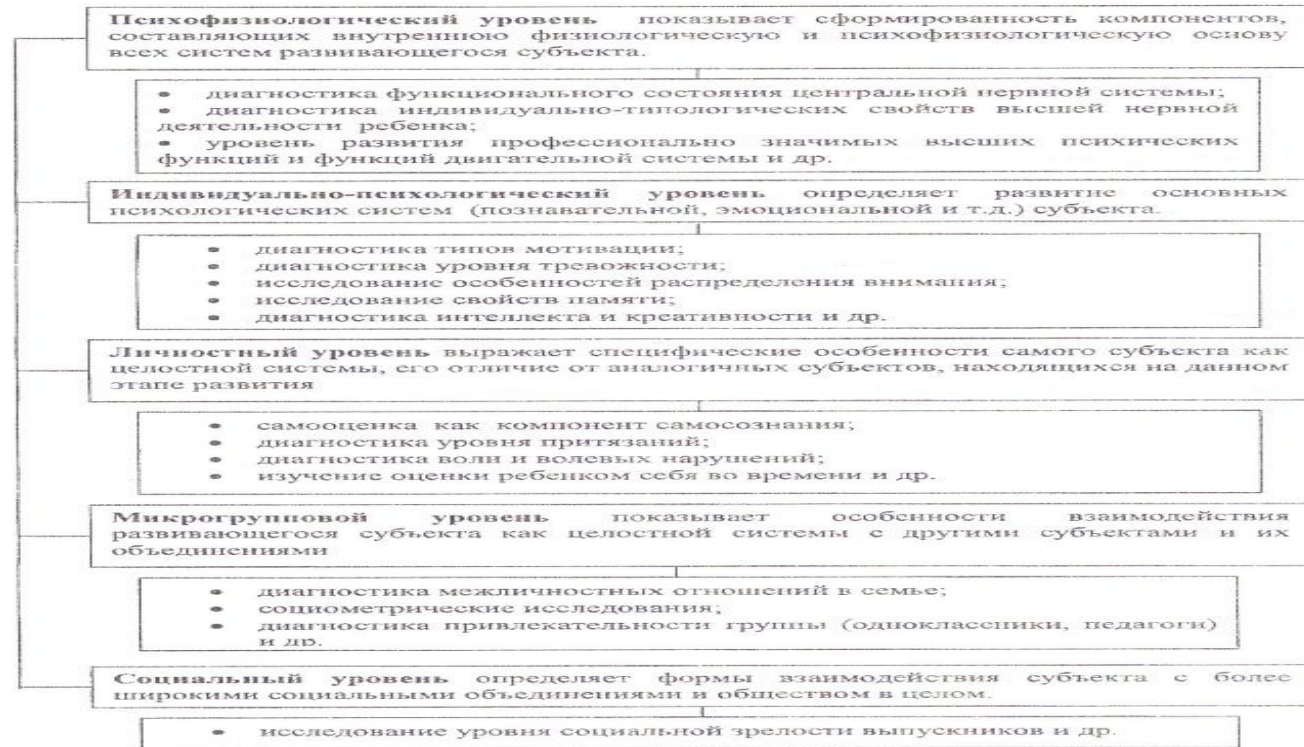 Психофизиологический уровень показывает сформированность компонентов,
составляющих внутреннюю физиологическую и психофизиологическую основу
всех систем развивающегося субъекта.
• диагностика функционального состояния центральной нервной системы;
• диагностика индивидуально-типологических свойств высшей нервной
деятельности ребенка;
• уровень развития профессионально значимых высших психических
функций и функций двигательной системы и др.
Индивидуально-психологический уровень определяет развитие основных
психологических систем (познавательной, эмоциональной и т.д.) субъекта.
• диагностика типов мотивации;
• диагностика уровня тревожности;
• исследование особенностей распределения внимания;
• исследование свойств памяти;
• диагностика интеллекта и креативности и др.
Личностный уровень выражает специфические особенности самого субъекта как
целостной системы, его отличие от аналогичных субъектов, находящихся на данном
этапе развития
• самооценка как компонент самосознания;
• диагностика уровня притязаний;
• диагностика воли и волевых нарушений;
• изучение оценки ребенком себя во времени и др.
Микрогрупповой уровень показывает особенности взаимодействия
развивающегося субъекта как целостной системы с другими субъектами и их
объединениями
• диагностика межличностных отношений в семье;
• социометрические исследования;
• диагностика привлекательности группы (одноклассники, педагоги)
и др.
Социальный уровень определяет формы взаимодействия субъекта с более
широкими социальными объединениями и обществом в целом.
• исследование уровня социальной зрелости выпускников и др.